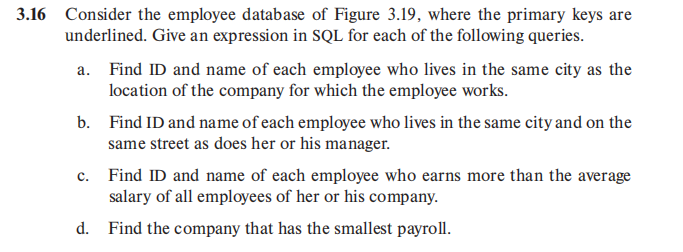 3.16 Consider the employee database of Figure 3.19, where the primary keys are
underlined. Give an expression in SQL for each of the following queries.
a. Find ID and name of each employee who lives in the same city as the
location of the company for which the employee works.
b. Find ID and name of each employee who lives in the same city and on the
same street as does her or his manager.
c. Find ID and name of each employee who earns more than the average
salary of all employees of her or his company.
d. Find the company that has the smallest payroll.